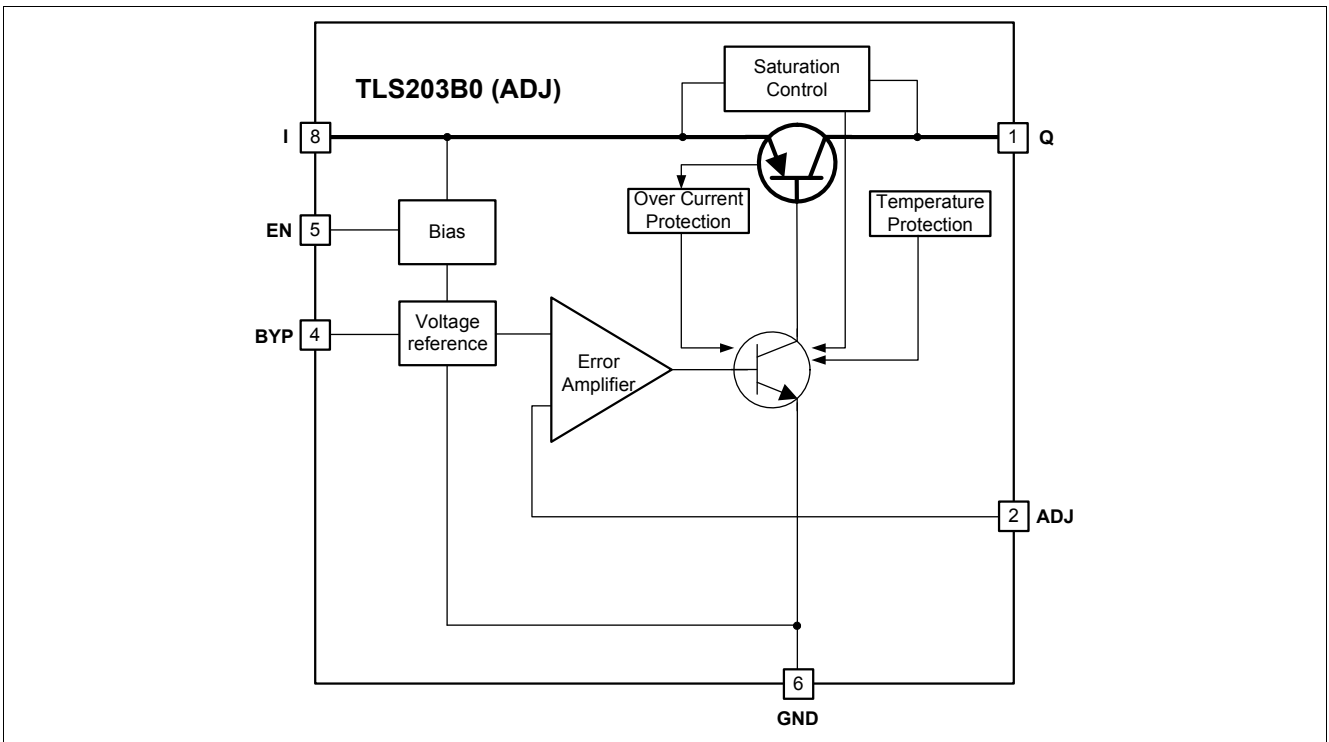 Saturation
Control
TLS203B0 (ADJ)
I
8
1
Q
Over Current
Protection
Temperature
Protection
EN
5
Bias
BYP
4
Voltage
reference
Error
Amplifier
2
ADJ
6
GND